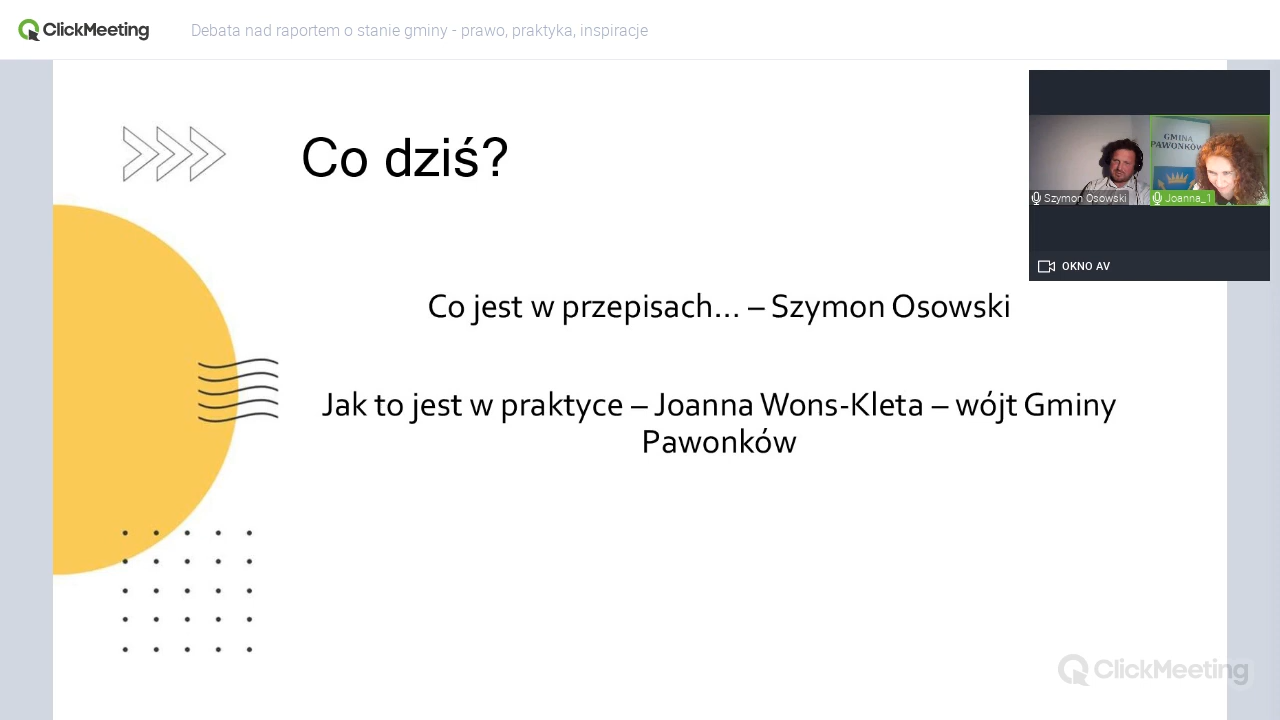 ClickMeeting
Debata nad raportem o stanie gminy - prawo, praktyka, inspiracje
Co dziś?
GMINA
PAWONKÓW
Szymon Osowski
Joanna_1
OKNO AV
Co jest w przepisach... – Szymon Osowski
Jak to jest w praktyce – Joanna Wons-Kleta – wójt Gminy
Pawonków
ClickMeeting